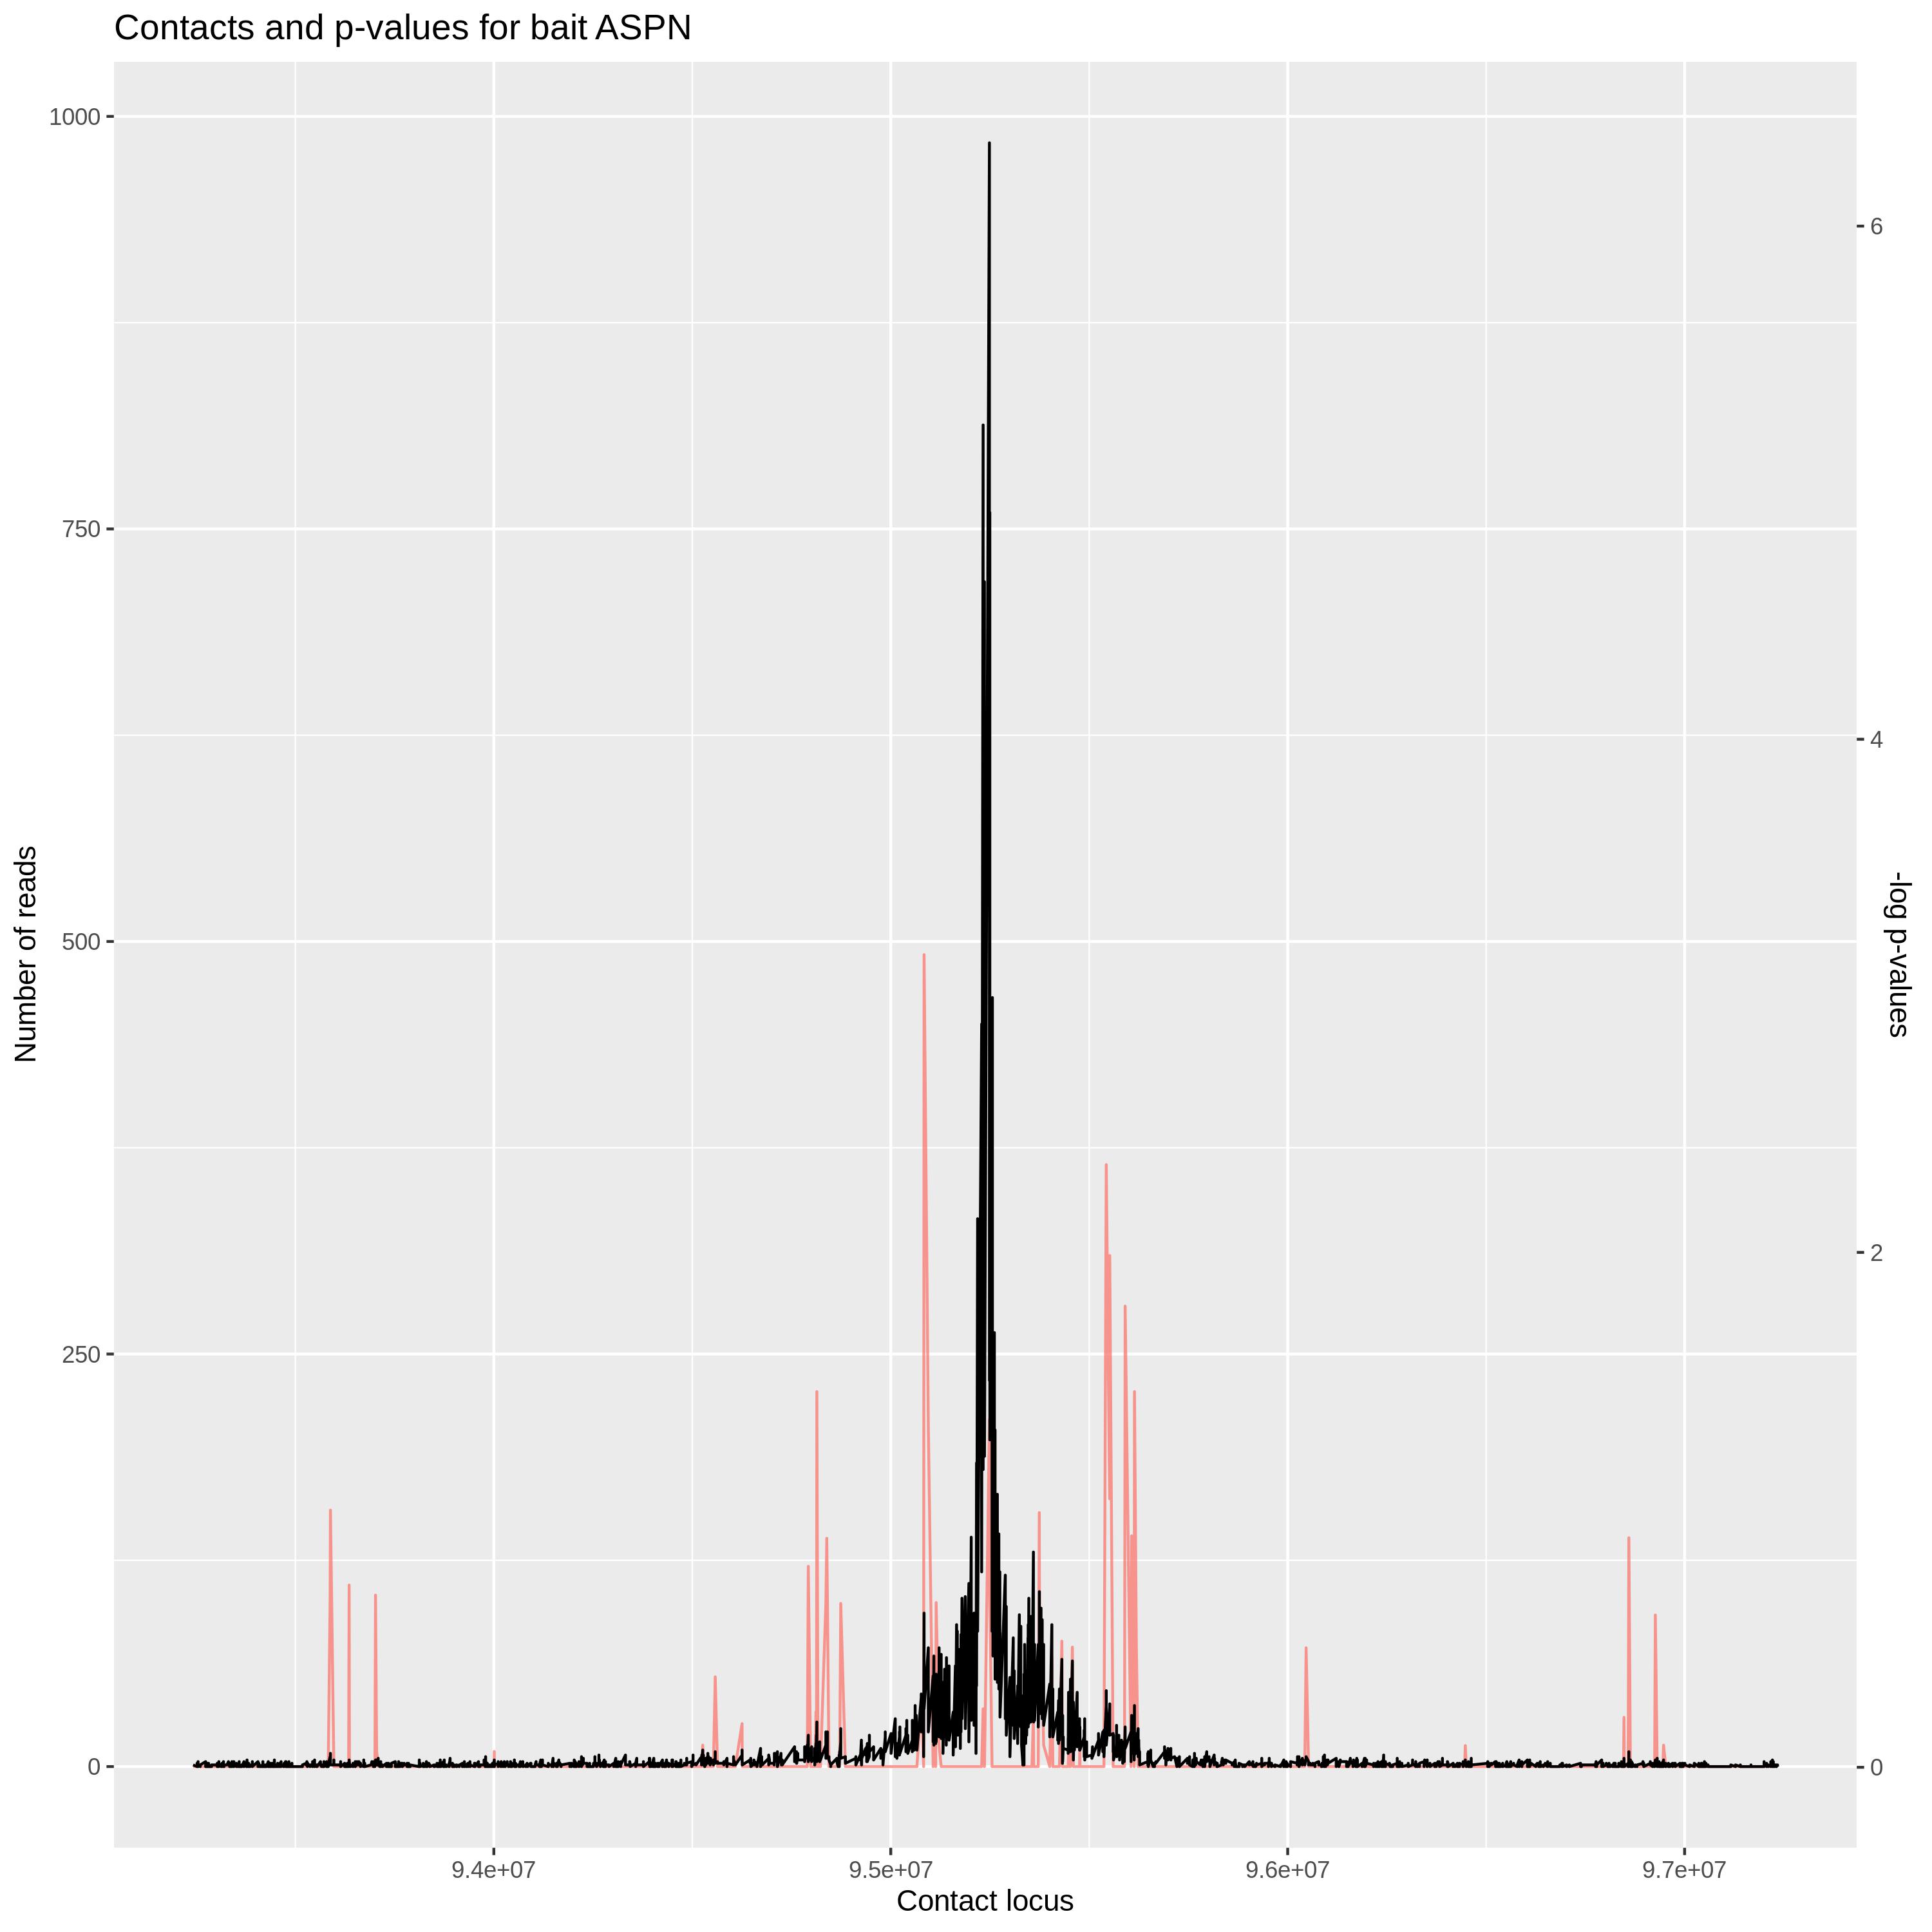 Contacts and p-values for bait ASPN
1000
750
500
250
0
Number of reads
6
4
2
0
-log p-values
9.4e+07
9.5e+07
9.6e+07
9.7e+07
Contact locus